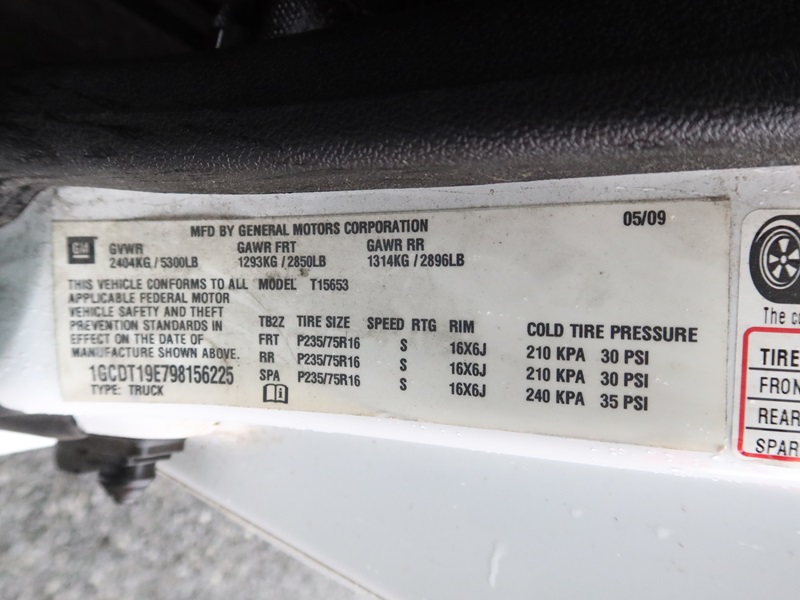 MFD BY GENERAL MOTORS CORPORATION 05/09
GM GVWR GAWR FRT GAWR RR
2404KG / 5300LB 1293KG / 2850LB 1314KG / 2896LB
THIS VEHICLE CONFORMS TO ALL MODEL T15653
APPLICABLE FEDERAL MOTOR
VEHICLE SAFETY AND THEFT
PREVENTION STANDARDS IN
EFFECT ON THE DATE OF
MANUFACTURE SHOWN ABOVE.
1GCDT19E798156225
TYPE: TRUCK
TB2Z TIRE SIZE SPEED RTG RIM COLD TIRE PRESSURE
FRT P235/75R16 S 16X6J 210 KPA 30 PSI
RR P235/75R16 S 16X6J 210 KPA 30 PSI
SPA P235/75R16 S 16X6J 240 KPA 35 PSI
The
TIRE